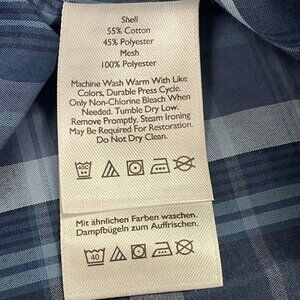 Shell
55% Cotton
45% Polyester
Mesh
100% Polyester
Machine Wash Warm With Like
Colors, Durable Press Cycle.
Only Non-Chlorine Bleach When
Needed. Tumble Dry Low.
Remove Promptly. Steam Ironing
May Be Required For Restoration.
Do Not Dry Clean.
40C
Mit ähnlichen Farben waschen.
Dampfbügeln zum Auffrischen.
40